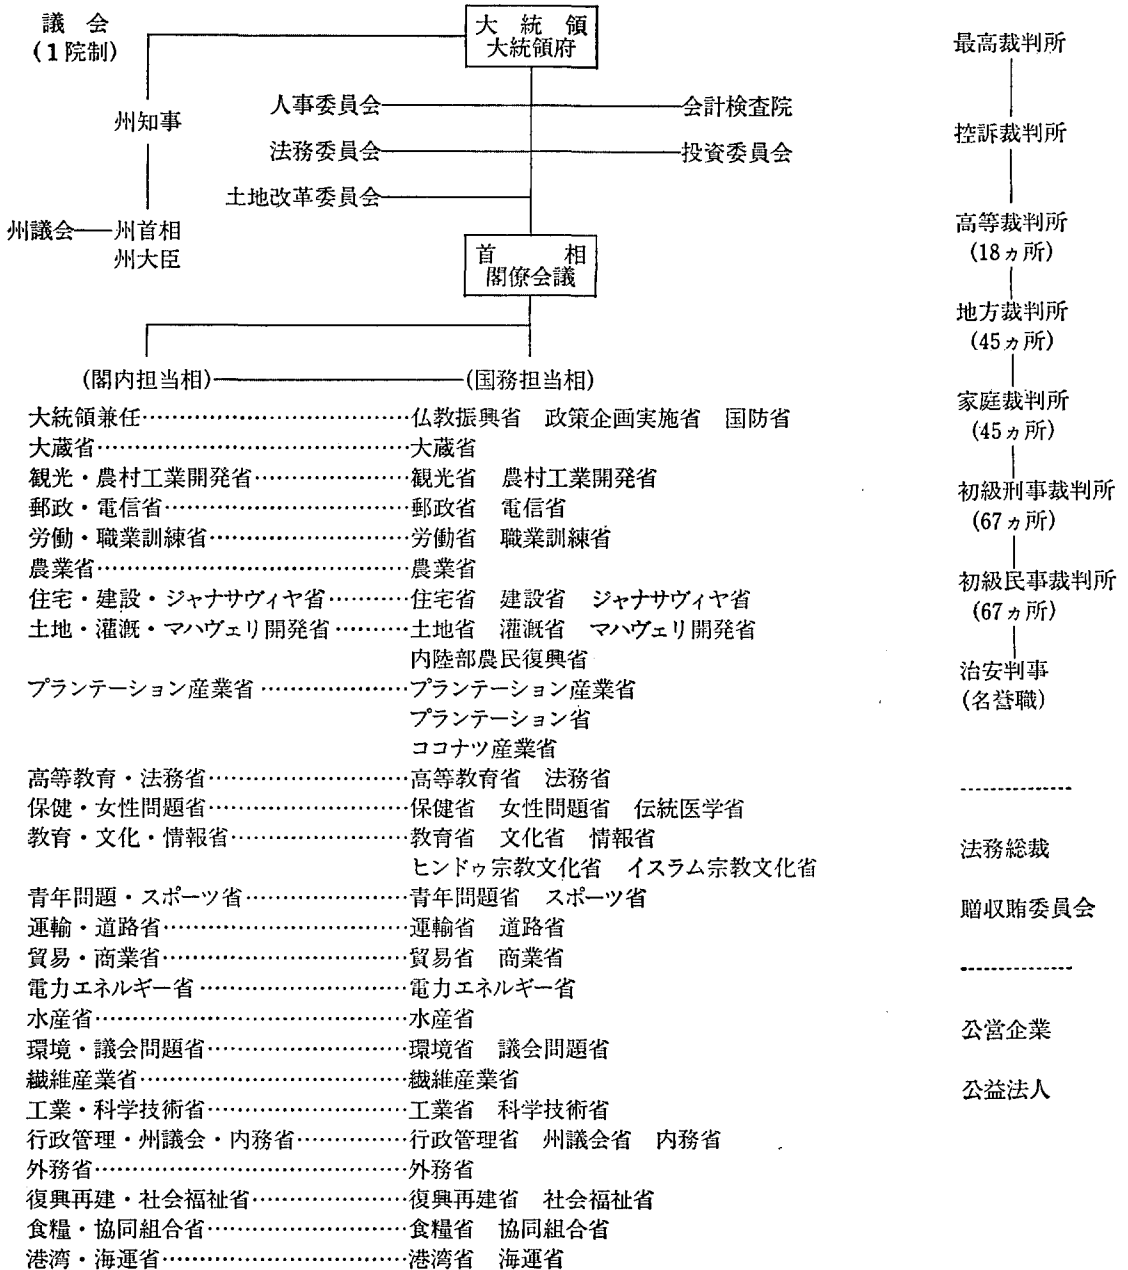 議会
(1院制)
大統領
大統領府
人事委員会
会計検査院
州知事
法務委員会
投資委員会
土地改革委員会
州議会 州首相
州大臣
首相
閣僚会議
(閣内担当相) (国務担当相)
大統領兼任……仏教振興省 政策企画実施省 国防省
大蔵省……大蔵省
観光・農村工業開発省……観光省 農村工業開発省
郵政・電信省……郵政省 電信省
労働・職業訓練省……労働省 職業訓練省
農業省……農業省
住宅・建設・ジャナサヴィヤ省……住宅省 建設省 ジャナサヴィヤ省
土地・灌漑・マハヴェリ開発省……土地省 灌漑省 マハヴェリ開発省
内陸部農民復興省
プランテーション産業省……プランテーション産業省
プランテーション省
ココナツ産業省
高等教育・法務省……高等教育省 法務省
保健・女性問題省……保健省 女性問題省 伝統医学省
教育・文化・情報省……教育省 文化省 情報省
ヒンドゥ宗教文化省 イスラム宗教文化省
青年問題・スポーツ省……青年問題省 スポーツ省
運輸・道路省……運輸省 道路省
貿易・商業省……貿易省 商業省
電力エネルギー省……電力エネルギー省
水産省……水産省
環境・議会問題省……環境省 議会問題省
繊維産業省……繊維産業省
工業・科学技術省……工業省 科学技術省
行政管理・州議会・内務省……行政管理省 州議会省 内務省
外務省……外務省
復興再建・社会福祉省……復興再建省 社会福祉省
食糧・協同組合省……食糧省 協同組合省
港湾・海運省……港湾省 海運省
最高裁判所
控訴裁判所
高等裁判所
(18ヵ所)
地方裁判所
(45ヵ所)
家庭裁判所
(45ヵ所)
初級刑事裁判所
(67ヵ所)
初級民事裁判所
(67ヵ所)
治安判事
(名誉職)
法務総裁
贈収賄委員会
公営企業
公益法人